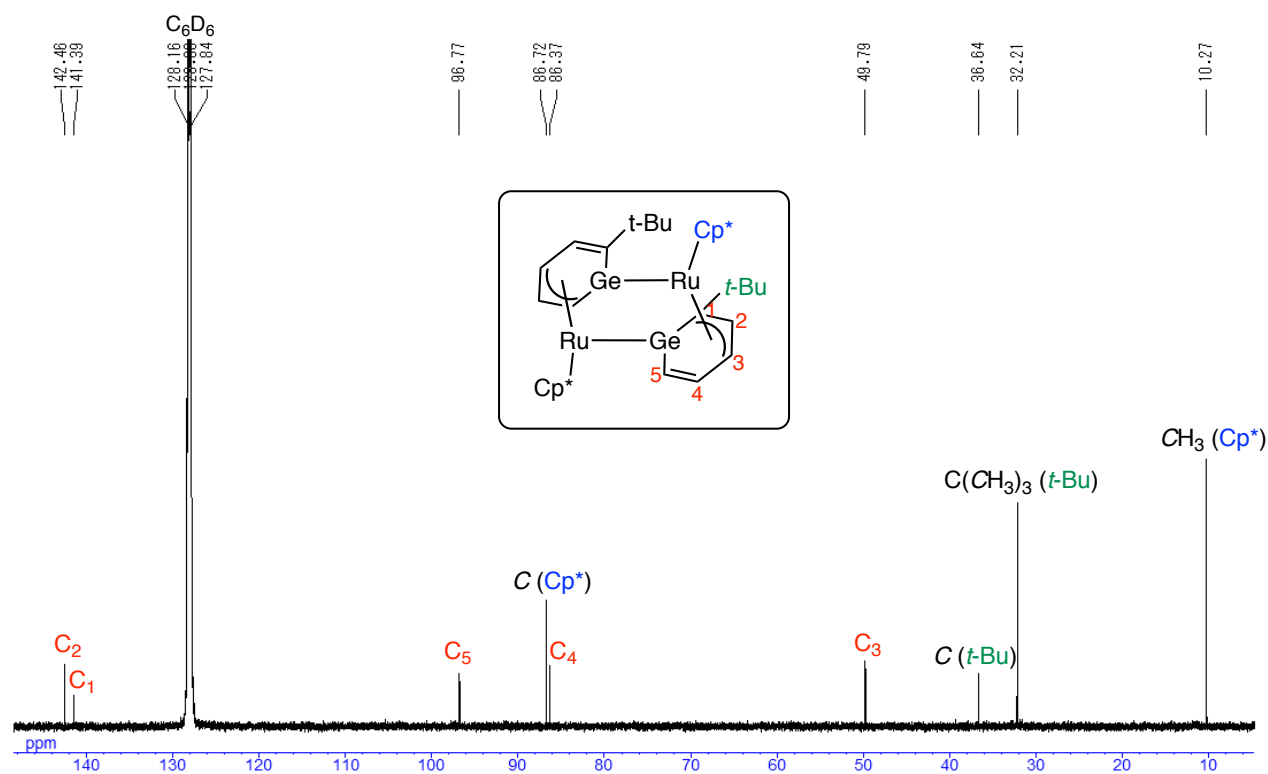 C6D6
142.46
141.39
128.16
127.84
96.77
86.72
86.37
49.79
36.64
32.21
10.27
t-Bu
Cp*
Ge
Ru
t-Bu
1
2
Ru
Ge
3
5
4
Cp*
CH3 (Cp*)
C(CH3)3 (t-Bu)
C (Cp*)
C2
C1
C5
C4
C3
C (t-Bu)
ppm
140 130 120 110 100 90 80 70 60 50 40 30 20 10